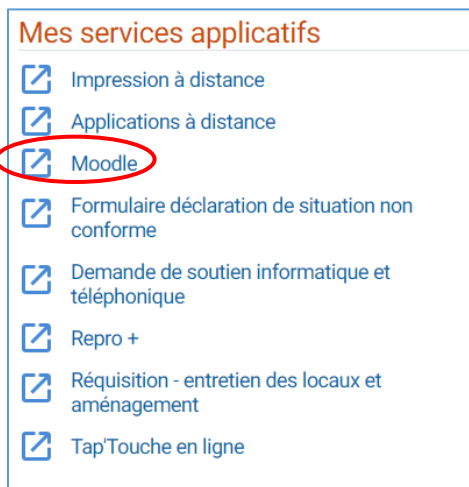 Mes services applicatifs
Impression à distance
Applications à distance
Moodle
Formulaire déclaration de situation non
conforme
Demande de soutien informatique et
téléphonique
Repro +
Réquisition - entretien des locaux et
aménagement
Tap'Touche en ligne